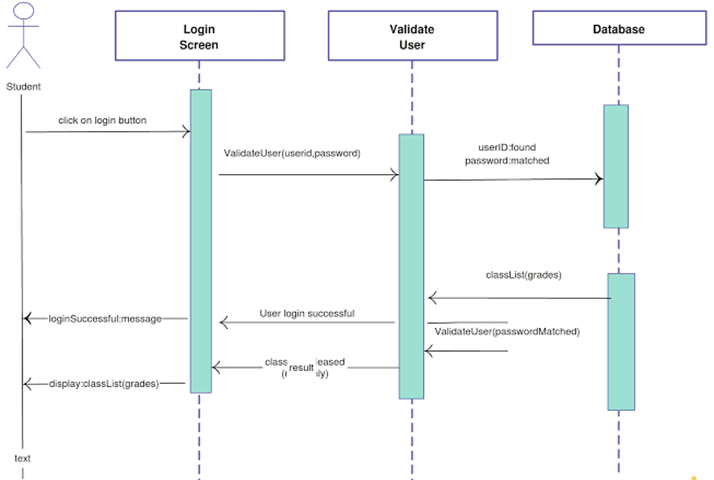 Login
Screen
Validate
User
Database
Student
click on login button
ValidateUser(userid,password)
userID:found
password:matched
classList(grades)
User login successful
loginSuccessful:message
ValidateUser(passwordMatched)
class
result
display:classList(grades)
text